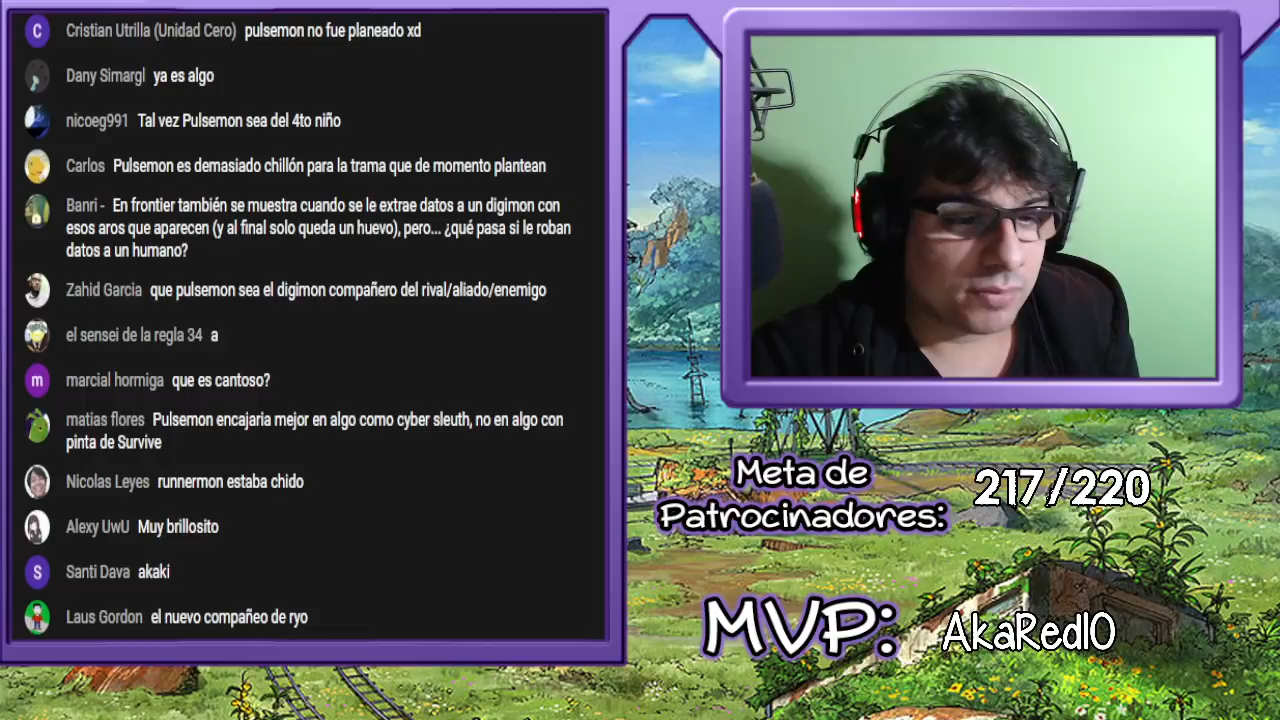 C Cristian Utrilla (Unidad Cero) pulsemon no fue planeado xd
Dany Simargl ya es algo
nicoeg991 Tal vez Pulsemon sea del 4to niño
Carlos Pulsemon es demasiado chillón para la trama que de momento plantean
Banri - En frontier también se muestra cuando se le extrae datos a un digimon con
esos aros que aparecen (y al final solo queda un huevo), pero... ¿qué pasa si le roban
datos a un humano?
Zahid Garcia que pulsemon sea el digimon compañero del rival/aliado/enemigo
el sensei de la regla 34 a
m marcial hormiga que es cantoso?
matias flores Pulsemon encajaria mejor en algo como cyber sleuth, no en algo con
pinta de Survive
Nicolas Leyes runnermon estaba chido
Alexy UwU Muy brillosito
S Santi Dava akaki
Laus Gordon el nuevo compañeo de ryo
Meta de
Patrocinadores: 217/220
MVP: AkaRed10